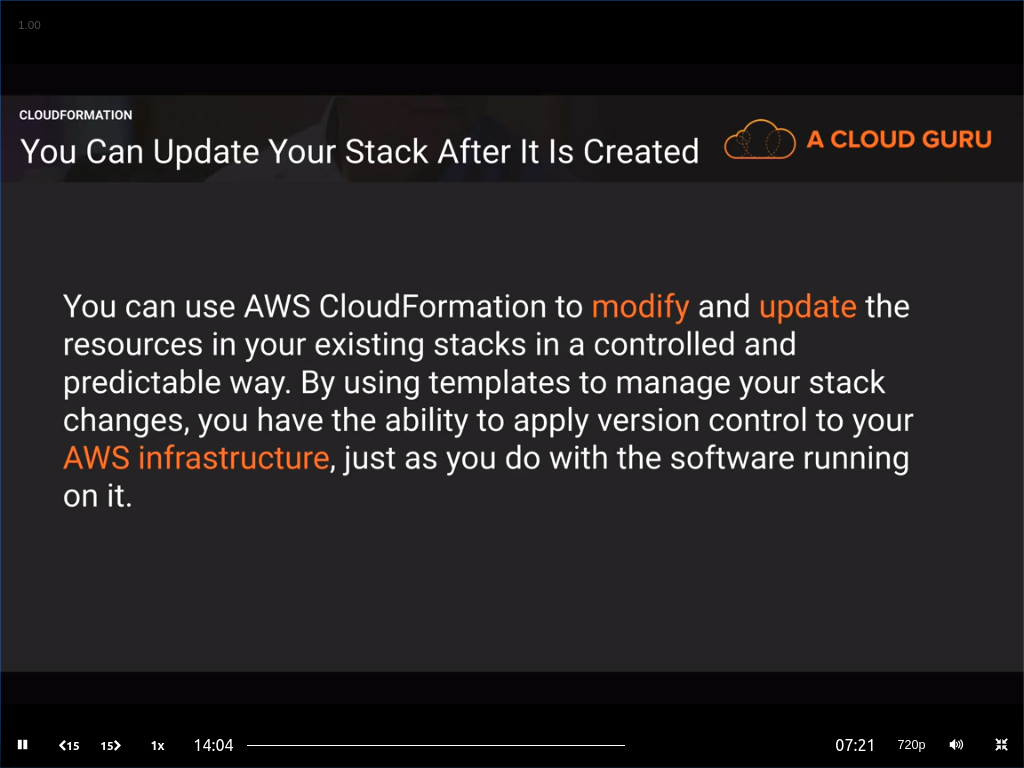 1.00
CLOUDFORMATION
You Can Update Your Stack After It Is Created
A CLOUD GURU
You can use AWS CloudFormation to modify and update the
resources in your existing stacks in a controlled and
predictable way. By using templates to manage your stack
changes, you have the ability to apply version control to your
AWS infrastructure, just as you do with the software running
on it.
15 15 1x 14:04 07:21 720p